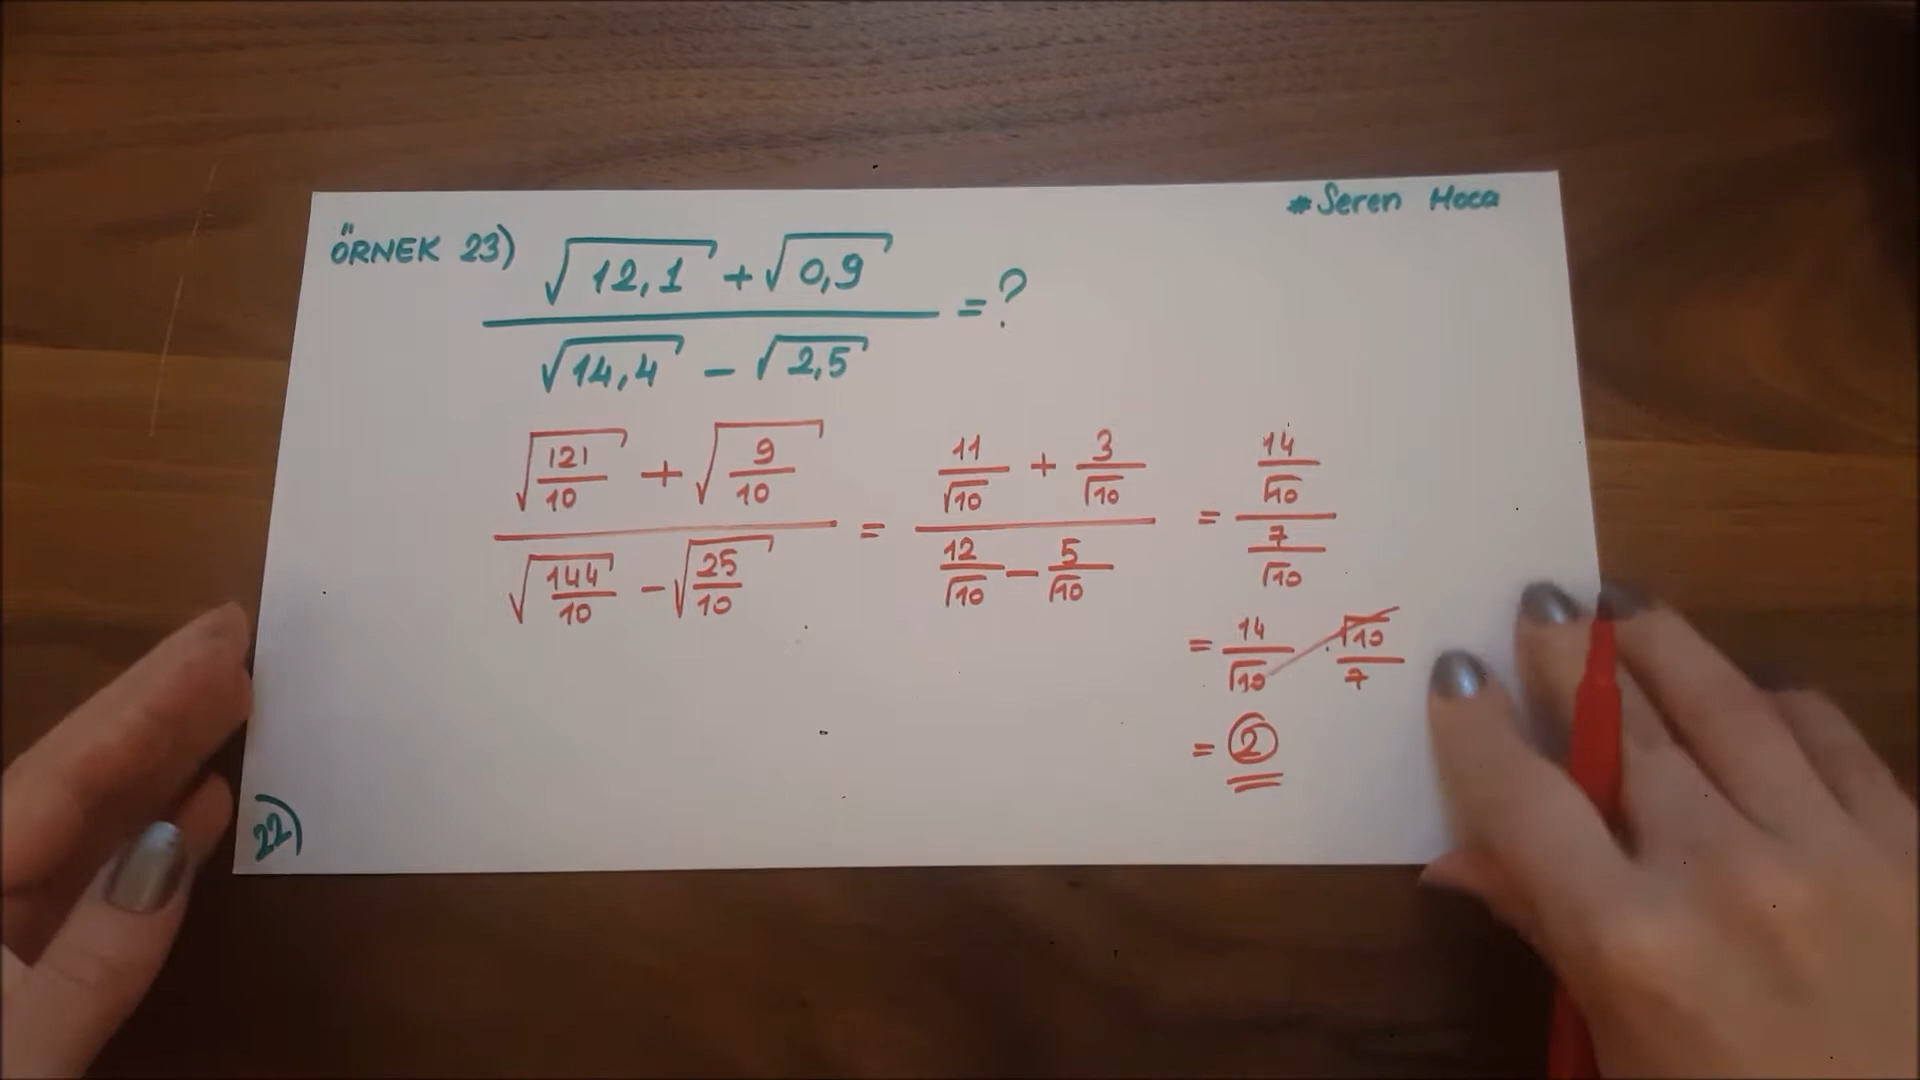 #Seren Hoca
ÖRNEK 23) (√12,1 + √0,9) / (√14,4 - √2,5) = ?
(√(121/10) + √(9/10)) / (√(144/10) - √(25/10)) = (11/√10 + 3/√10) / (12/√10 - 5/√10) = (14/√10) / (7/√10)
= 14/√10 . √10/7
= 2
22)